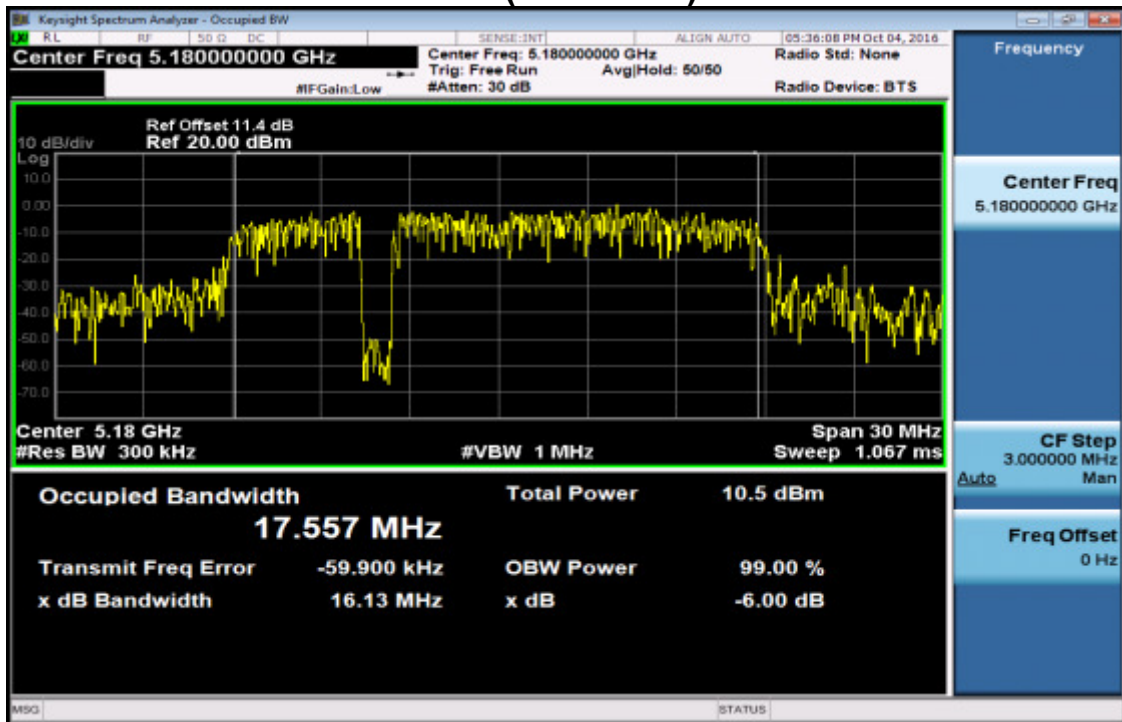 Keysight Spectrum Analyzer - Occupied BW
RL RF 50 Ω DC SENSE:INT ALIGN AUTO 05:36:08 PM Oct 04, 2016
Center Freq 5.180000000 GHz
Center Freq: 5.180000000 GHz Radio Std: None
Trig: Free Run Avg|Hold: 50/50
#IFGain:Low #Atten: 30 dB Radio Device: BTS
Frequency
Ref Offset 11.4 dB
10 dB/div Ref 20.00 dBm
Log
10.0
0.00
-10.0
-20.0
-30.0
-40.0
-50.0
-60.0
-70.0
Center 5.18 GHz Span 30 MHz
#Res BW 300 kHz #VBW 1 MHz Sweep 1.067 ms
Center Freq
5.180000000 GHz
CF Step
3.000000 MHz
Auto Man
Freq Offset
0 Hz
Occupied Bandwidth Total Power 10.5 dBm
17.557 MHz
Transmit Freq Error -59.900 kHz OBW Power 99.00 %
x dB Bandwidth 16.13 MHz x dB -6.00 dB
MSG STATUS